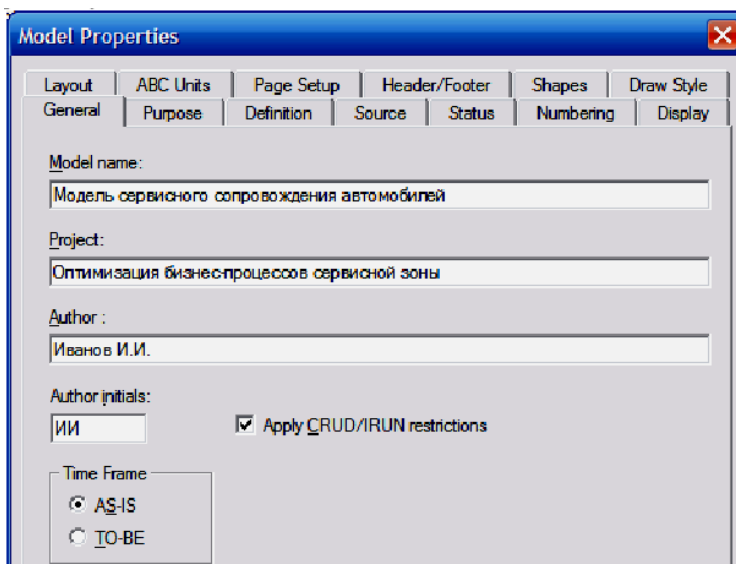 Model Properties
Layout ABC Units Page Setup Header/Footer Shapes Draw Style
General Purpose Definition Source Status Numbering Display
Model name:
Модель сервисного сопровождения автомобилей
Project:
Оптимизация бизнес-процессов сервисной зоны
Author :
Иванов И.И.
Author initials:
ИИ
Apply CRUD/IRUN restrictions
Time Frame
AS-IS
TO-BE